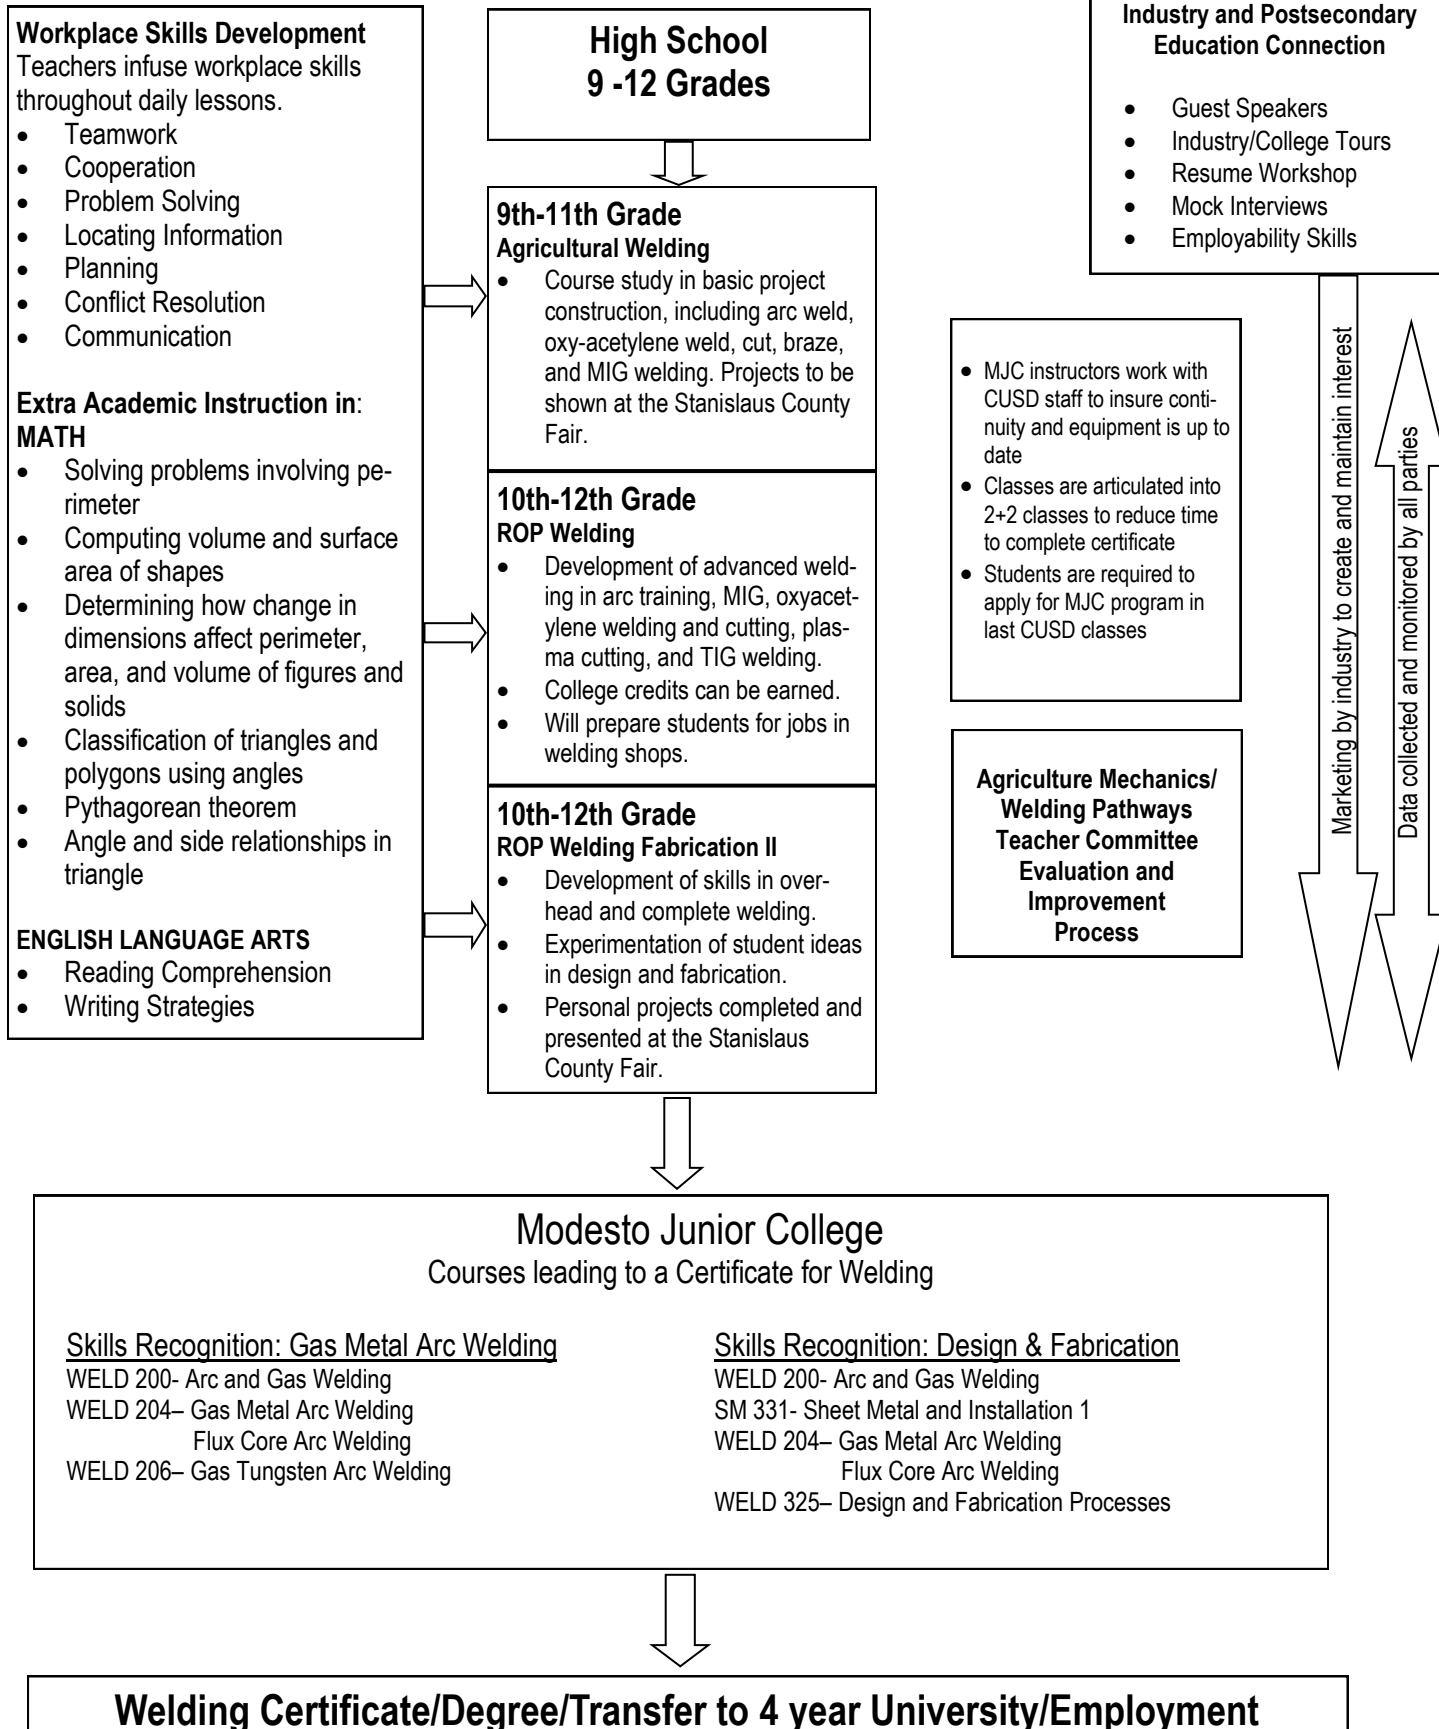 Workplace Skills Development
Teachers infuse workplace skills
throughout daily lessons.
• Teamwork
• Cooperation
• Problem Solving
• Locating Information
• Planning
• Conflict Resolution
• Communication
Extra Academic Instruction in:
MATH
• Solving problems involving pe-
rimeter
• Computing volume and surface
area of shapes
• Determining how change in
dimensions affect perimeter,
area, and volume of figures and
solids
• Classification of triangles and
polygons using angles
• Pythagorean theorem
• Angle and side relationships in
triangle
ENGLISH LANGUAGE ARTS
• Reading Comprehension
• Writing Strategies
High School
9 -12 Grades
9th-11th Grade
Agricultural Welding
• Course study in basic project
construction, including arc weld,
oxy-acetylene weld, cut, braze,
and MIG welding. Projects to be
shown at the Stanislaus County
Fair.
10th-12th Grade
ROP Welding
• Development of advanced weld-
ing in arc training, MIG, oxyacet-
ylene welding and cutting, plas-
ma cutting, and TIG welding.
• College credits can be earned.
• Will prepare students for jobs in
welding shops.
10th-12th Grade
ROP Welding Fabrication II
• Development of skills in over-
head and complete welding.
• Experimentation of student ideas
in design and fabrication.
• Personal projects completed and
presented at the Stanislaus
County Fair.
Industry and Postsecondary
Education Connection
• Guest Speakers
• Industry/College Tours
• Resume Workshop
• Mock Interviews
• Employability Skills
• MJC instructors work with
CUSD staff to insure conti-
nuity and equipment is up to
date
• Classes are articulated into
2+2 classes to reduce time
to complete certificate
• Students are required to
apply for MJC program in
last CUSD classes
Agriculture Mechanics/
Welding Pathways
Teacher Committee
Evaluation and
Improvement
Process
Marketing by industry to create and maintain interest
Data collected and monitored by all parties
Modesto Junior College
Courses leading to a Certificate for Welding
Skills Recognition: Gas Metal Arc Welding
WELD 200- Arc and Gas Welding
WELD 204– Gas Metal Arc Welding
Flux Core Arc Welding
WELD 206– Gas Tungsten Arc Welding
Skills Recognition: Design & Fabrication
WELD 200- Arc and Gas Welding
SM 331- Sheet Metal and Installation 1
WELD 204– Gas Metal Arc Welding
Flux Core Arc Welding
WELD 325– Design and Fabrication Processes
Welding Certificate/Degree/Transfer to 4 year University/Employment